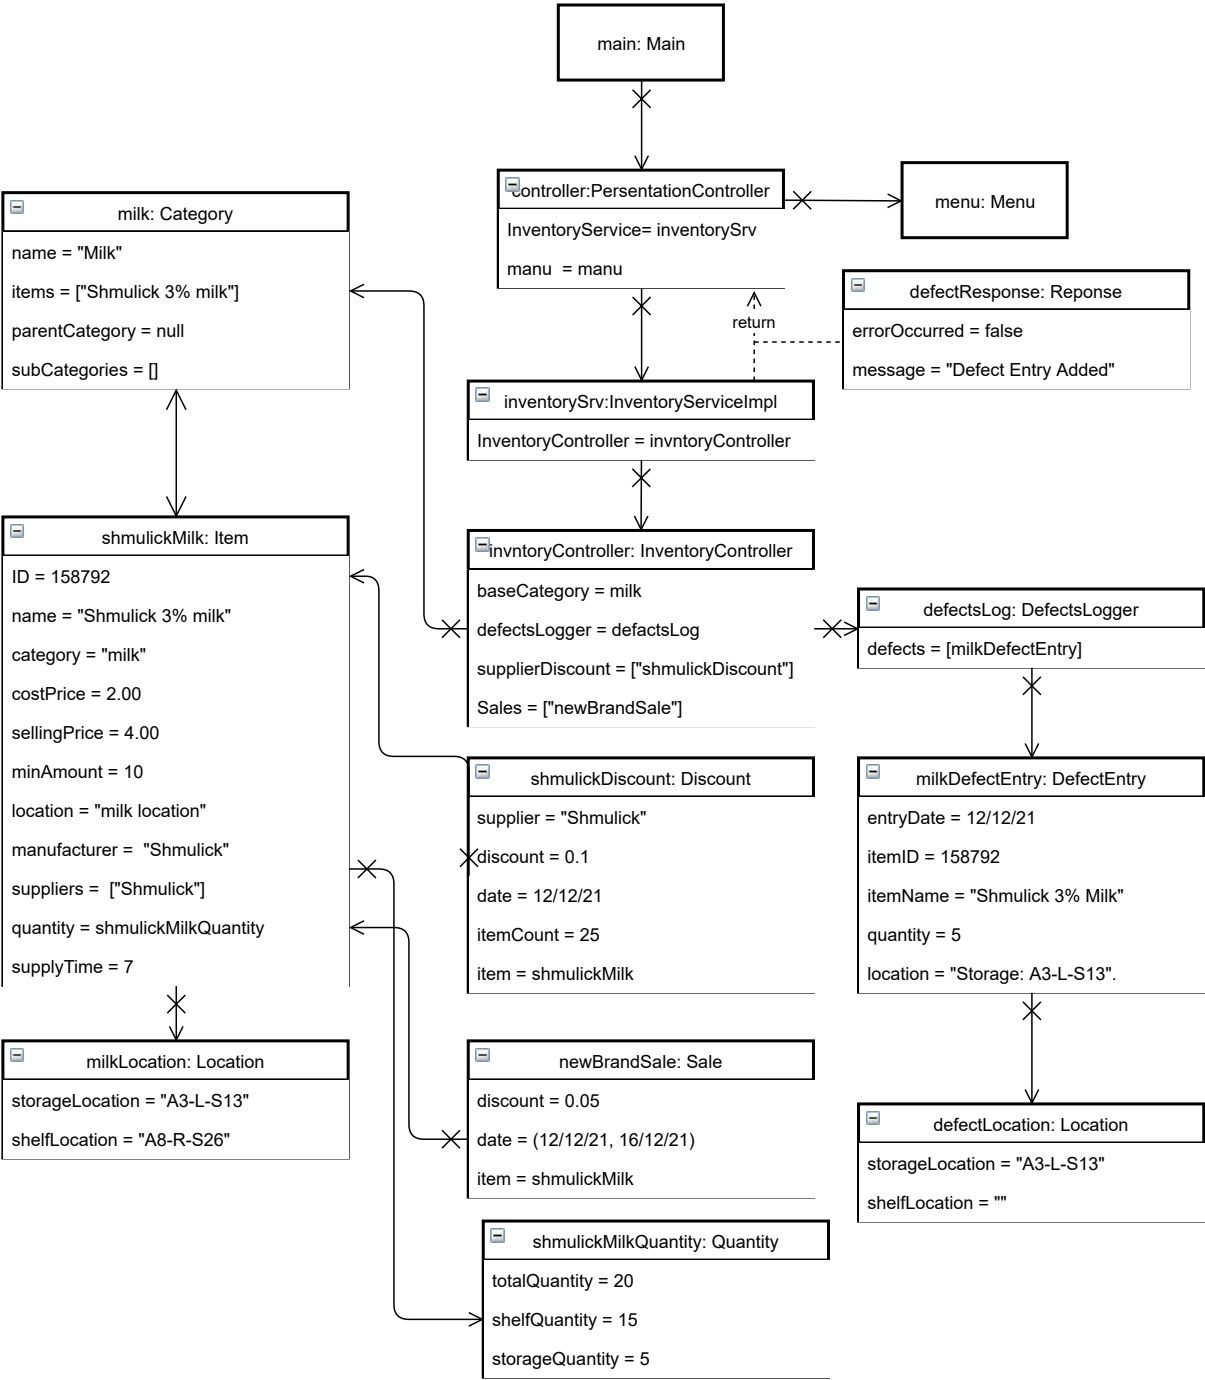 main: Main
controller:PersentationController
InventoryService= inventorySrv
manu  = manu
menu: Menu
milk: Category
name = "Milk"
items = ["Shmulick 3% milk"]
parentCategory = null
subCategories = []
defectResponse: Reponse
errorOccurred = false
message = "Defect Entry Added"
return
inventorySrv:InventoryServiceImpl
InventoryController = invntoryController
shmulickMilk: Item
ID = 158792
name = "Shmulick 3% milk"
category = "milk"
costPrice = 2.00
sellingPrice = 4.00
minAmount = 10
location = "milk location"
manufacturer =  "Shmulick"
suppliers =  ["Shmulick"]
quantity = shmulickMilkQuantity
supplyTime = 7
invntoryController: InventoryController
baseCategory = milk
defectsLogger = defactsLog
supplierDiscount = ["shmulickDiscount"]
Sales = ["newBrandSale"]
defectsLog: DefectsLogger
defects = [milkDefectEntry]
shmulickDiscount: Discount
supplier = "Shmulick"
discount = 0.1
date = 12/12/21
itemCount = 25
item = shmulickMilk
milkDefectEntry: DefectEntry
entryDate = 12/12/21
itemID = 158792
itemName = "Shmulick 3% Milk"
quantity = 5
location = "Storage: A3-L-S13".
milkLocation: Location
storageLocation = "A3-L-S13"
shelfLocation = "A8-R-S26"
newBrandSale: Sale
discount = 0.05
date = (12/12/21, 16/12/21)
item = shmulickMilk
defectLocation: Location
storageLocation = "A3-L-S13"
shelfLocation = ""
shmulickMilkQuantity: Quantity
totalQuantity = 20
shelfQuantity = 15
storageQuantity = 5